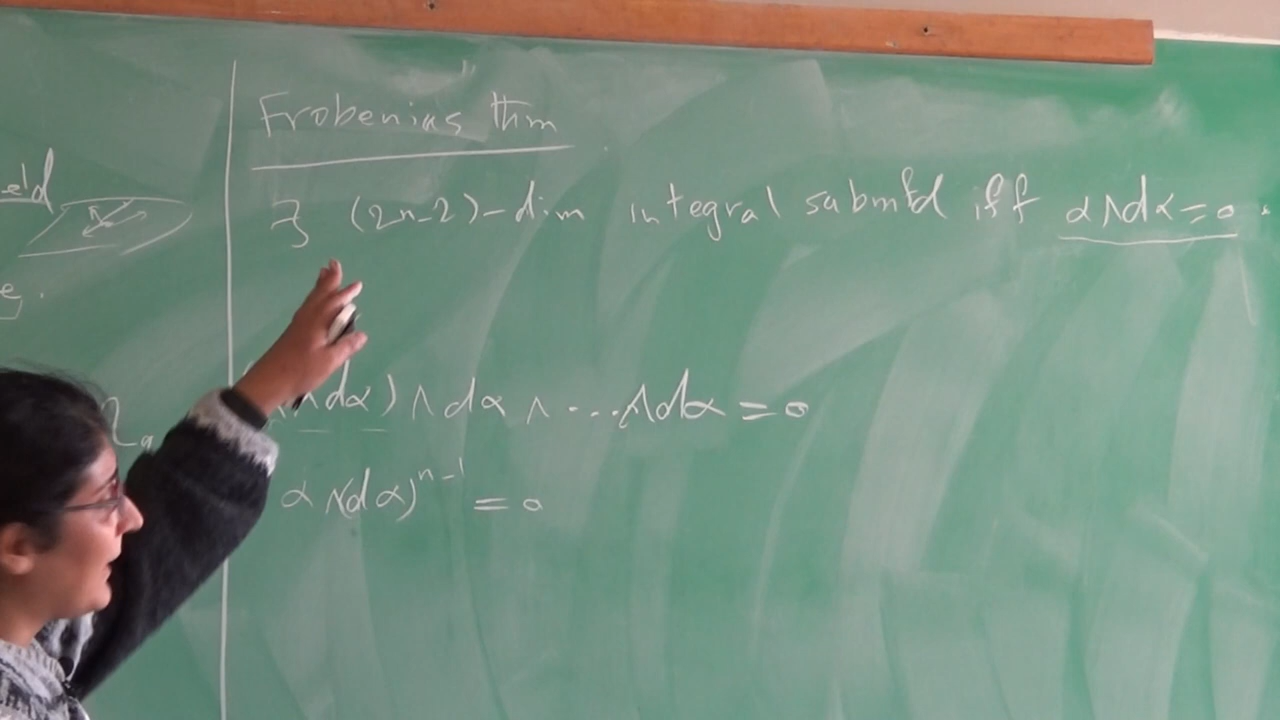 Frobenius thm
∃ (2n-2)-dim integral submfd iff α∧dα=0.
eld
e.
∧dα)∧dα∧...∧dα=0
α∧(dα)^{n-1}=0